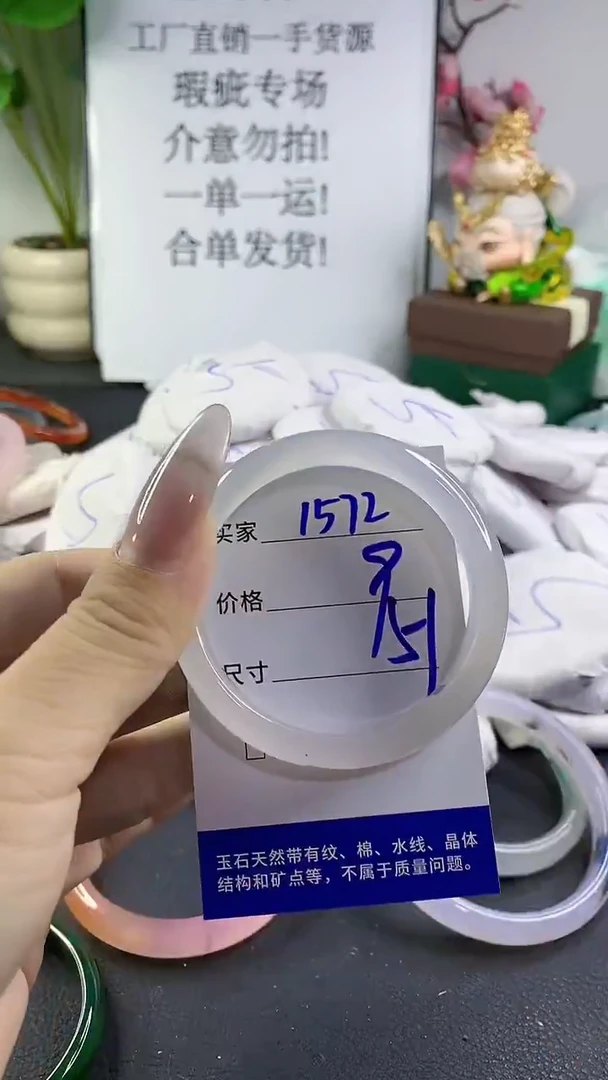 工厂直销一手货源
瑕疵专场
介意勿拍!
一单一运!
合单发货!
买家 1572
价格
尺寸 51
玉石天然带有纹、棉、水线、晶体
结构和矿点等，不属于质量问题。